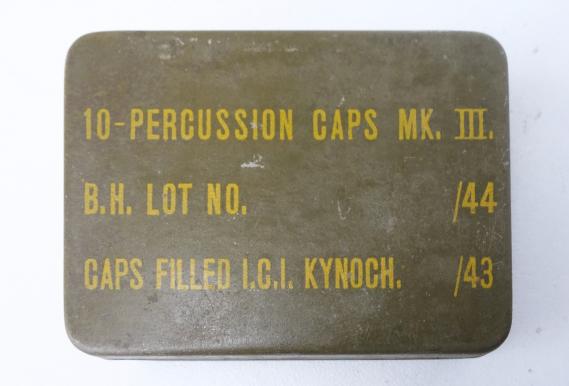 10-PERCUSSION CAPS MK. III.
B.H. LOT NO. /44
CAPS FILLED I.C.I. KYNOCH. /43